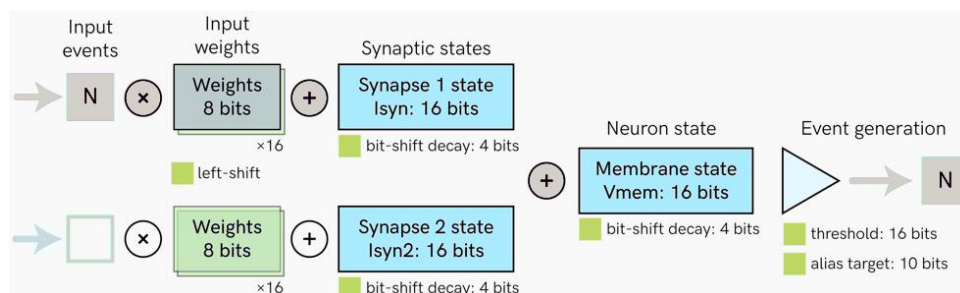 Input
events
Input
weights
Synaptic states
N
×
Weights
8 bits
+
Synapse 1 state
Isyn: 16 bits
×16
bit-shift decay: 4 bits
left-shift
Neuron state
Event generation
+
Membrane state
Vmem: 16 bits
N
bit-shift decay: 4 bits
threshold: 16 bits
alias target: 10 bits
×
Weights
8 bits
+
Synapse 2 state
Isyn2: 16 bits
×16
bit-shift decay: 4 bits